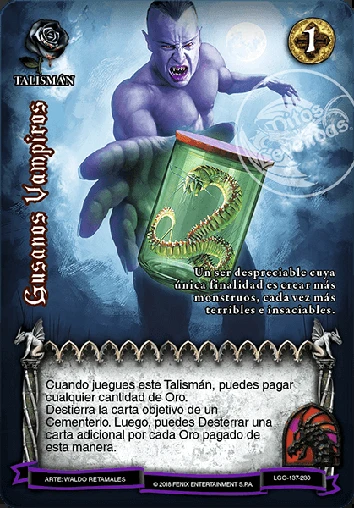 TALISMÁN
1
Mitos
Leyendas
Gusanos Vampiros
Un ser despreciable cuya
única finalidad es crear más
monstruos, cada vez más
terribles e insaciables.
Cuando juegues este Talismán, puedes pagar
cualquier cantidad de Oro.
Destierra la carta objetivo de un
Cementerio. Luego, puedes Desterrar una
carta adicional por cada Oro pagado de
esta manera.
ARTE: WALDO RETAMALES
© 2018 FENIX ENTERTAINMENT S.P.A